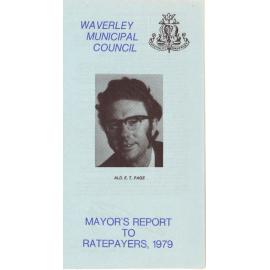 WAVERLEY
MUNICIPAL
COUNCIL
ALD. E. T. PAGE
MAYOR'S REPORT
TO
RATEPAYERS, 1979